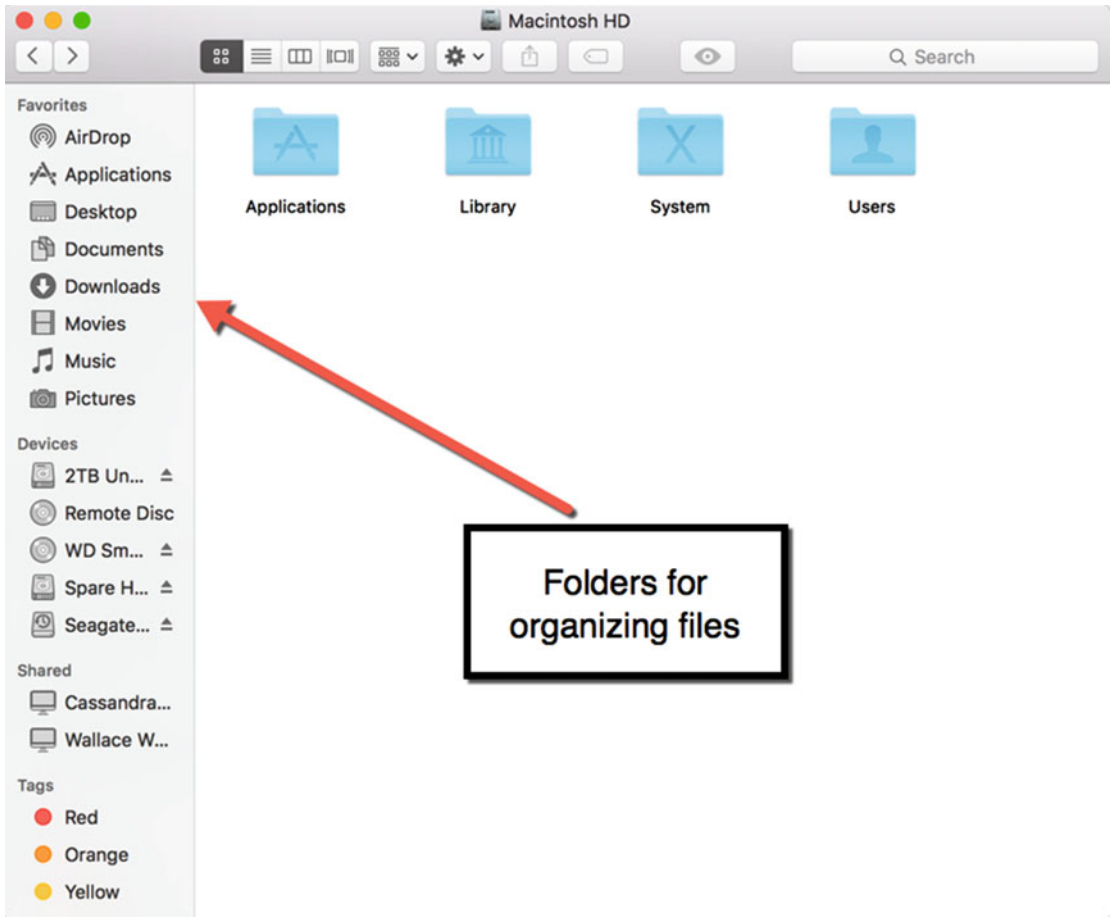 Macintosh HD
Search
Favorites
AirDrop
Applications
Desktop
Documents
Downloads
Movies
Music
Pictures
Devices
2TB Un...
Remote Disc
WD Sm...
Spare H...
Seagate...
Shared
Cassandra...
Wallace W...
Tags
Red
Orange
Yellow
Applications Library System Users
Folders for
organizing files